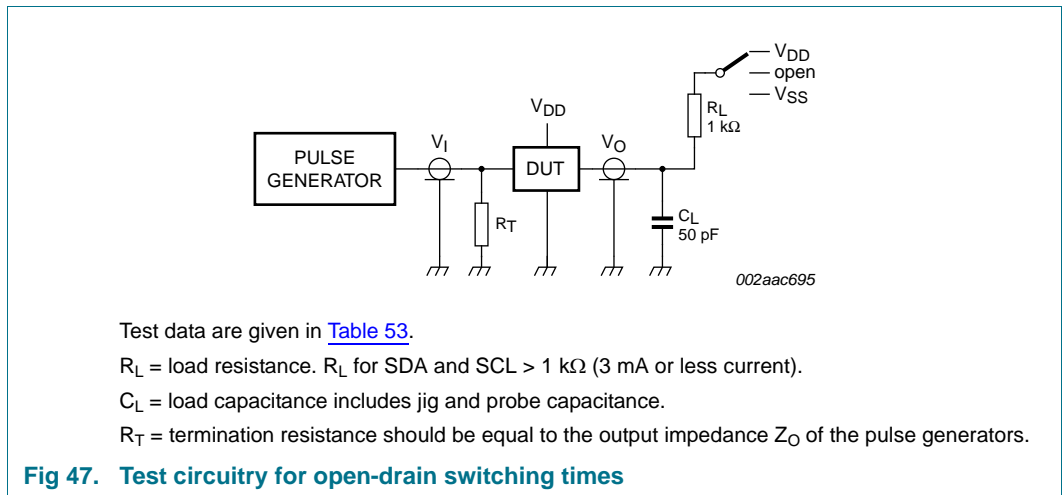 V_DD
open
V_SS
R_L
1 kΩ
V_DD
V_I
V_O
PULSE
GENERATOR
DUT
R_T
C_L
50 pF
002aac695
Test data are given in Table 53.
R_L = load resistance. R_L for SDA and SCL > 1 kΩ (3 mA or less current).
C_L = load capacitance includes jig and probe capacitance.
R_T = termination resistance should be equal to the output impedance Z_O of the pulse generators.
Fig 47. Test circuitry for open-drain switching times